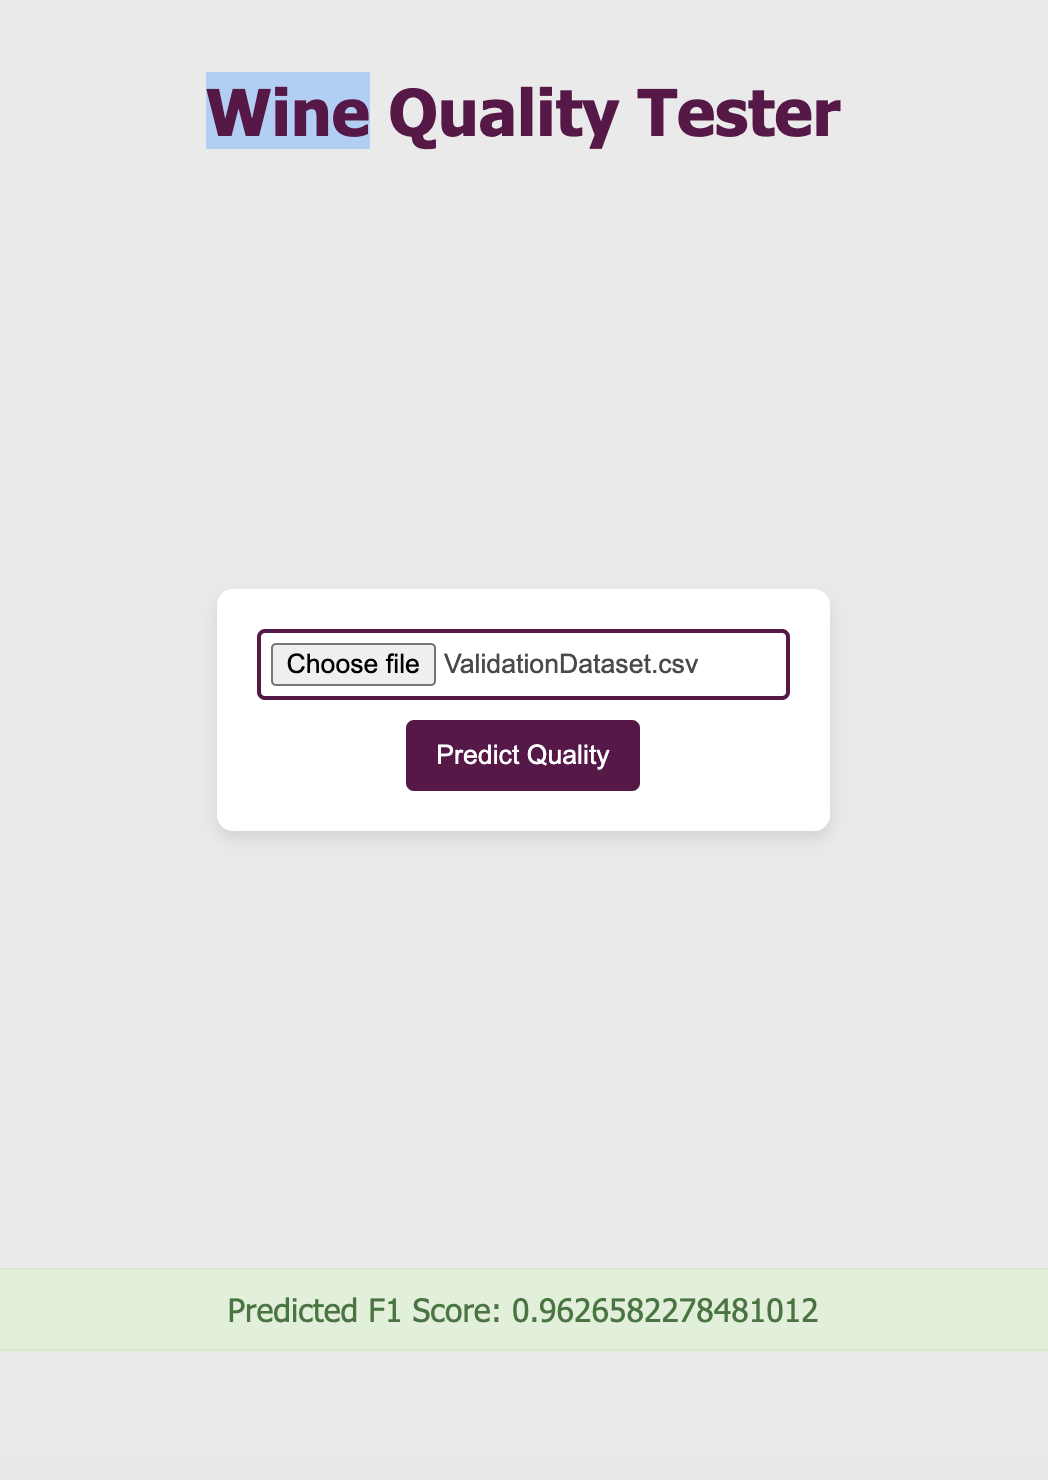 Wine Quality Tester
Choose file ValidationDataset.csv
Predict Quality
Predicted F1 Score: 0.9626582278481012